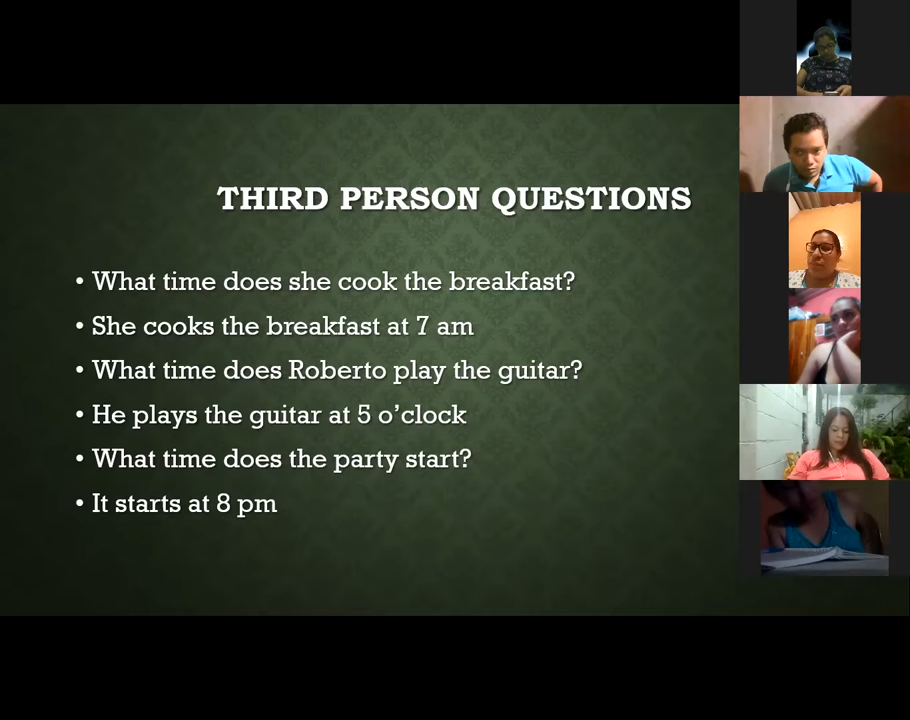 THIRD PERSON QUESTIONS
• What time does she cook the breakfast?
• She cooks the breakfast at 7 am
• What time does Roberto play the guitar?
• He plays the guitar at 5 o’clock
• What time does the party start?
• It starts at 8 pm